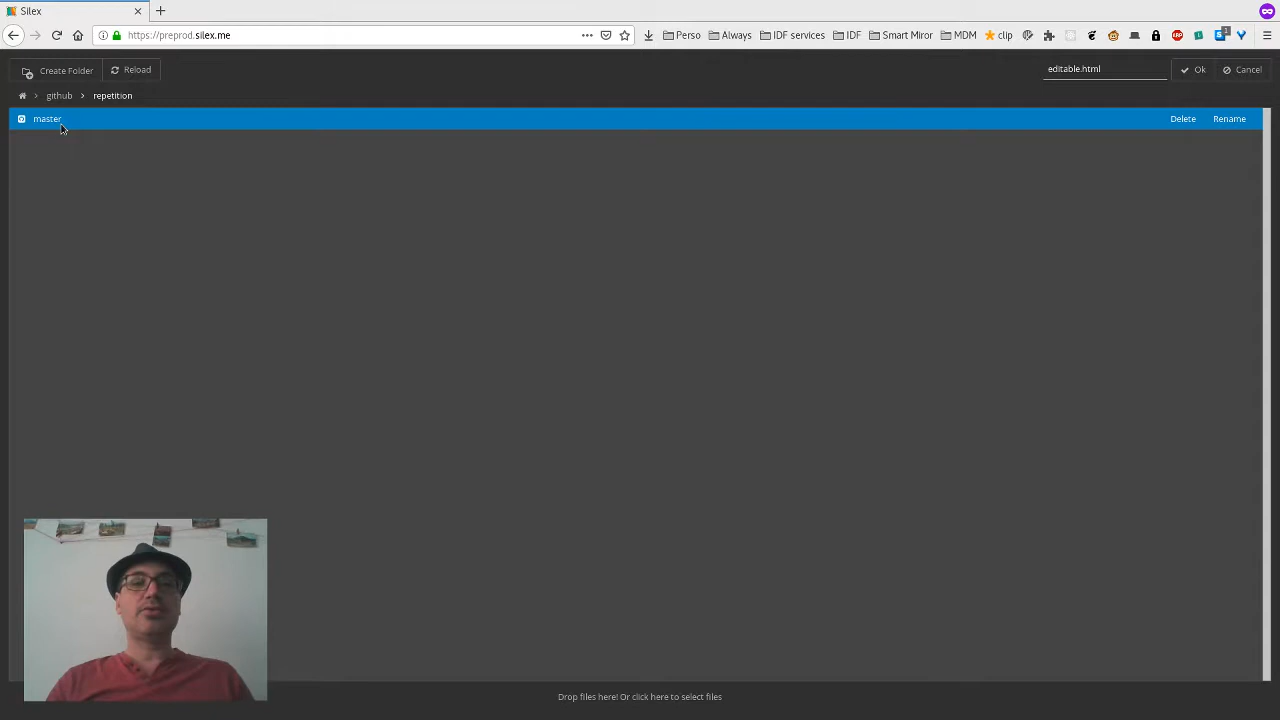 Silex
https://preprod.silex.me
Perso
Always
IDF services
IDF
Smart Miror
MDM
clip
Create Folder
Reload
editable.html
Ok
Cancel
github
repetition
master
Delete
Rename
Drop files here! Or click here to select files